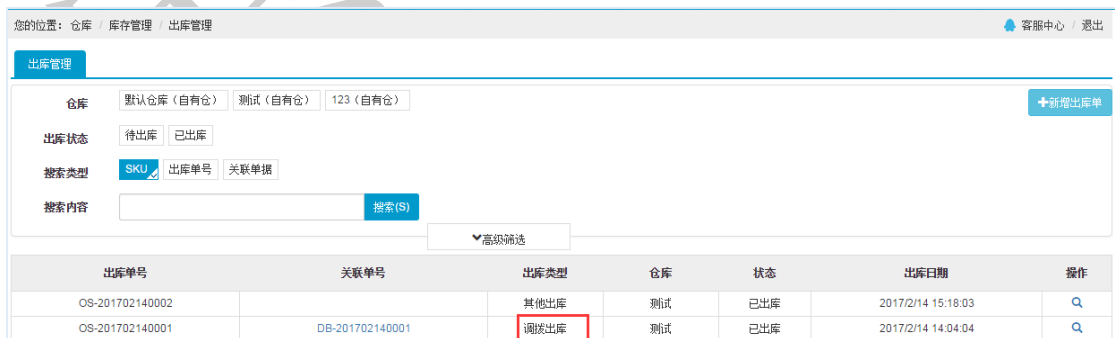 您的位置： 仓库 / 库存管理 / 出库管理 客服中心 / 退出
出库管理
仓库 默认仓库（自有仓） 测试（自有仓） 123（自有仓） +新增出库单
出库状态 待出库 已出库
搜索类型 SKU 出库单号 关联单据
搜索内容 搜索(S)
高级筛选
出库单号 关联单号 出库类型 仓库 状态 出库日期 操作
OS-201702140002 其他出库 测试 已出库 2017/2/14 15:18:03
OS-201702140001 DB-201702140001 调拨出库 测试 已出库 2017/2/14 14:04:04